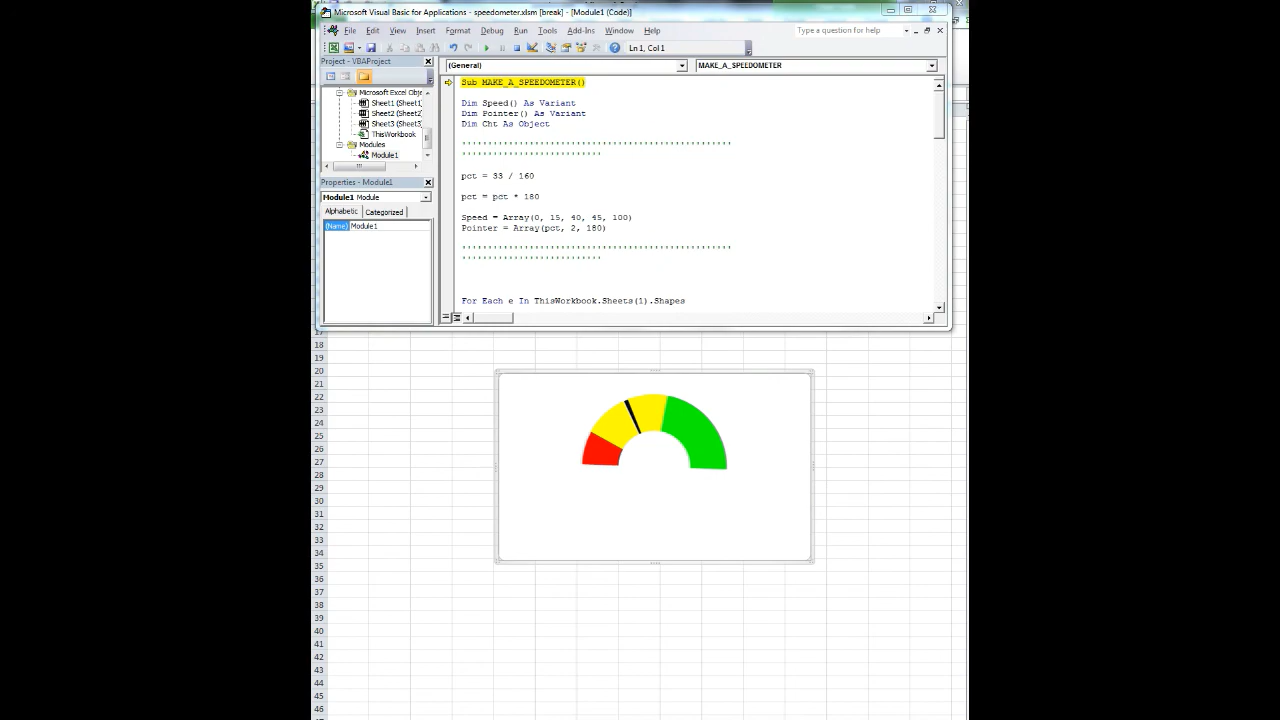 Microsoft Visual Basic for Applications - speedometer.xlsm [break] - [Module1 (Code)]
File Edit View Insert Format Debug Run Tools Add-Ins Window Help
Type a question for help
Ln 1, Col 1
Project - VBAProject
Microsoft Excel Obje
Sheet1 (Sheet1
Sheet2 (Sheet2
Sheet3 (Sheet3
ThisWorkbook
Modules
Module1
Properties - Module1
Module1 Module
Alphabetic Categorized
(Name) Module1
(General)
MAKE_A_SPEEDOMETER
Sub MAKE_A_SPEEDOMETER()
Dim Speed() As Variant
Dim Pointer() As Variant
Dim Cht As Object
pct = 33 / 160
pct = pct * 180
Speed = Array(0, 15, 40, 45, 100)
Pointer = Array(pct, 2, 180)
For Each e In ThisWorkbook.Sheets(1).Shapes
18
19
20
21
22
23
24
25
26
27
28
29
30
31
32
33
34
35
36
37
38
39
40
41
42
43
44
45
46